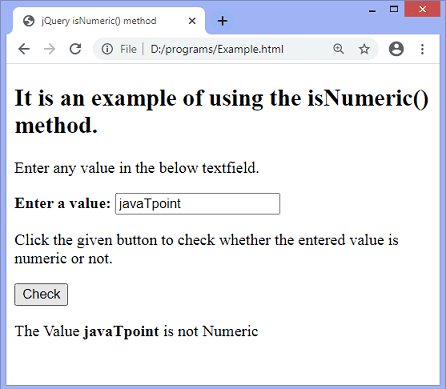 jQuery isNumeric() method
File | D:/programs/Example.html
It is an example of using the isNumeric()
method.
Enter any value in the below textfield.
Enter a value: javaTpoint
Click the given button to check whether the entered value is
numeric or not.
Check
The Value javaTpoint is not Numeric